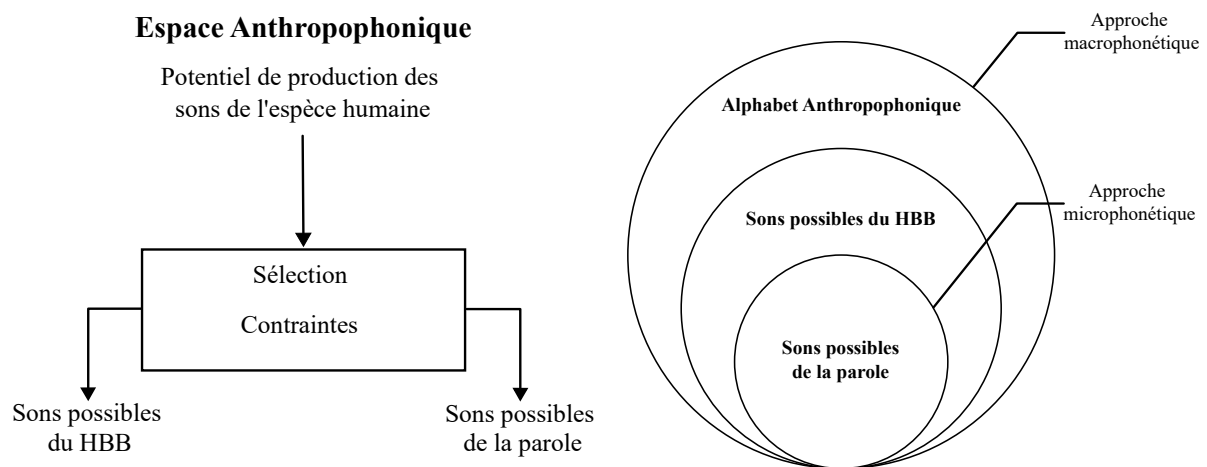 Espace Anthropophonique
Potentiel de production des
sons de l'espèce humaine
Sélection
Contraintes
Sons possibles
du HBB
Sons possibles
de la parole
Approche
macrophonétique
Alphabet Anthropophonique
Approche
microphonétique
Sons possibles du HBB
Sons possibles
de la parole